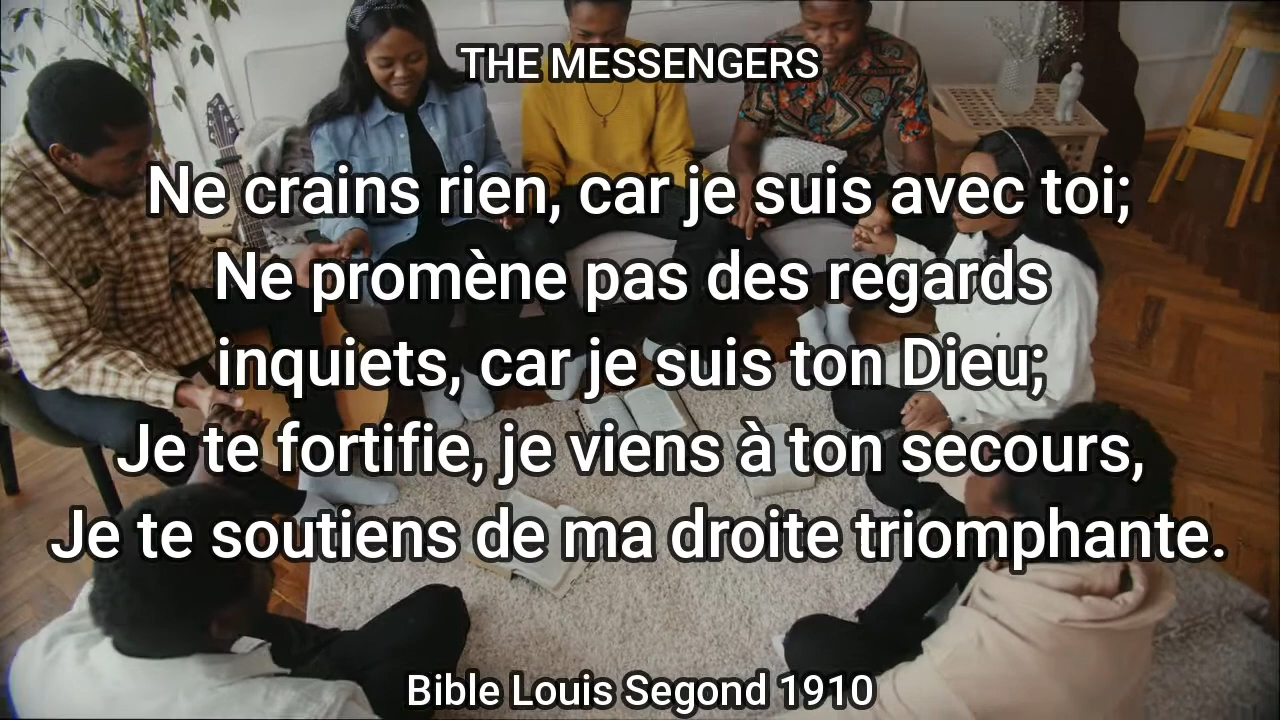 THE MESSENGERS
Ne crains rien, car je suis avec toi;
Ne promène pas des regards
inquiets, car je suis ton Dieu;
Je te fortifie, je viens à ton secours,
Je te soutiens de ma droite triomphante.
Bible Louis Segond 1910